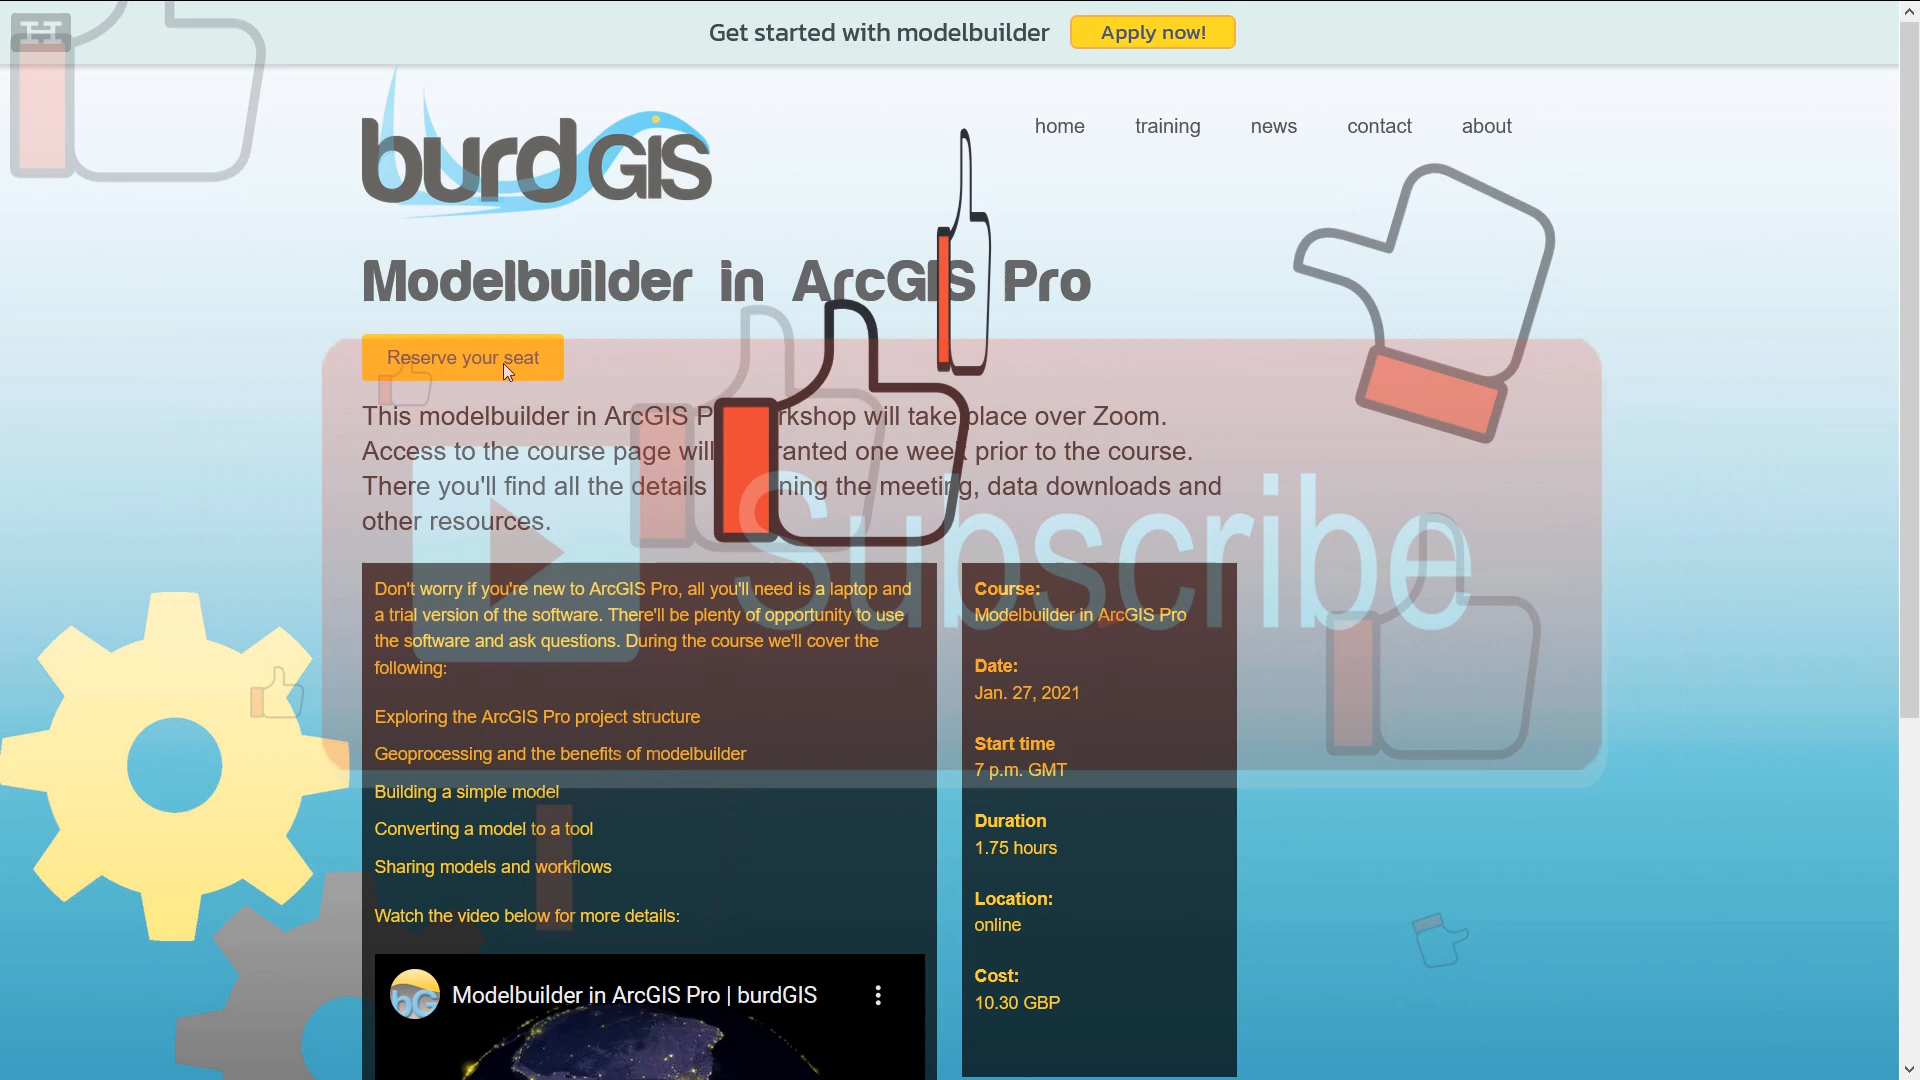 Get started with modelbuilder Apply now!
burdGIS
home training news contact about
Modelbuilder in ArcGIS Pro
Reserve your seat
This modelbuilder in ArcGIS will take place over Zoom.
Access to the course page will one week prior to the course.
There you'll find all the details the meeting, data downloads and
other resources.
Subscribe
Don't worry if you're new to ArcGIS Pro, all you'll need is a laptop and
a trial version of the software. There'll be plenty of opportunity to use
the software and ask questions. During the course we'll cover the
following:
Exploring the ArcGIS Pro project structure
Geoprocessing and the benefits of modelbuilder
Building a simple model
Converting a model to a tool
Sharing models and workflows
Watch the video below for more details:
bG Modelbuilder in ArcGIS Pro | burdGIS
Course:
Modelbuilder in ArcGIS Pro
Date:
Jan. 27, 2021
Start time
7 p.m. GMT
Duration
1.75 hours
Location:
online
Cost:
10.30 GBP